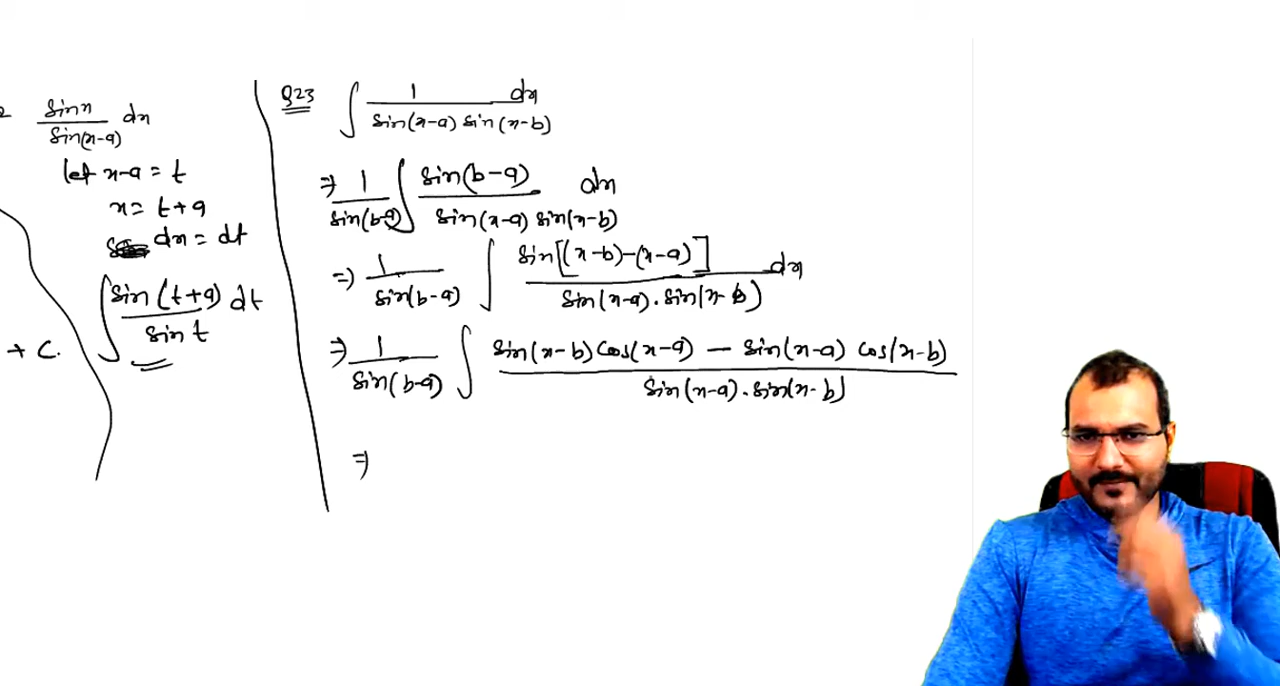 sinx/sin(x-a) dx
let x-a = t
x = t+a
dx = dt
∫ sin(t+a)/sin t dt
+ C.
Q23 ∫ 1/(sin(x-a) sin(x-b)) dx
⇒ 1/sin(b-a) ∫ sin(b-a)/(sin(x-a) sin(x-b)) dx
⇒ 1/sin(b-a) ∫ sin[(x-b)-(x-a)]/(sin(x-a).sin(x-b)) dx
⇒ 1/sin(b-a) ∫ (sin(x-b) cos(x-a) - sin(x-a) cos(x-b))/(sin(x-a).sin(x-b))
⇒